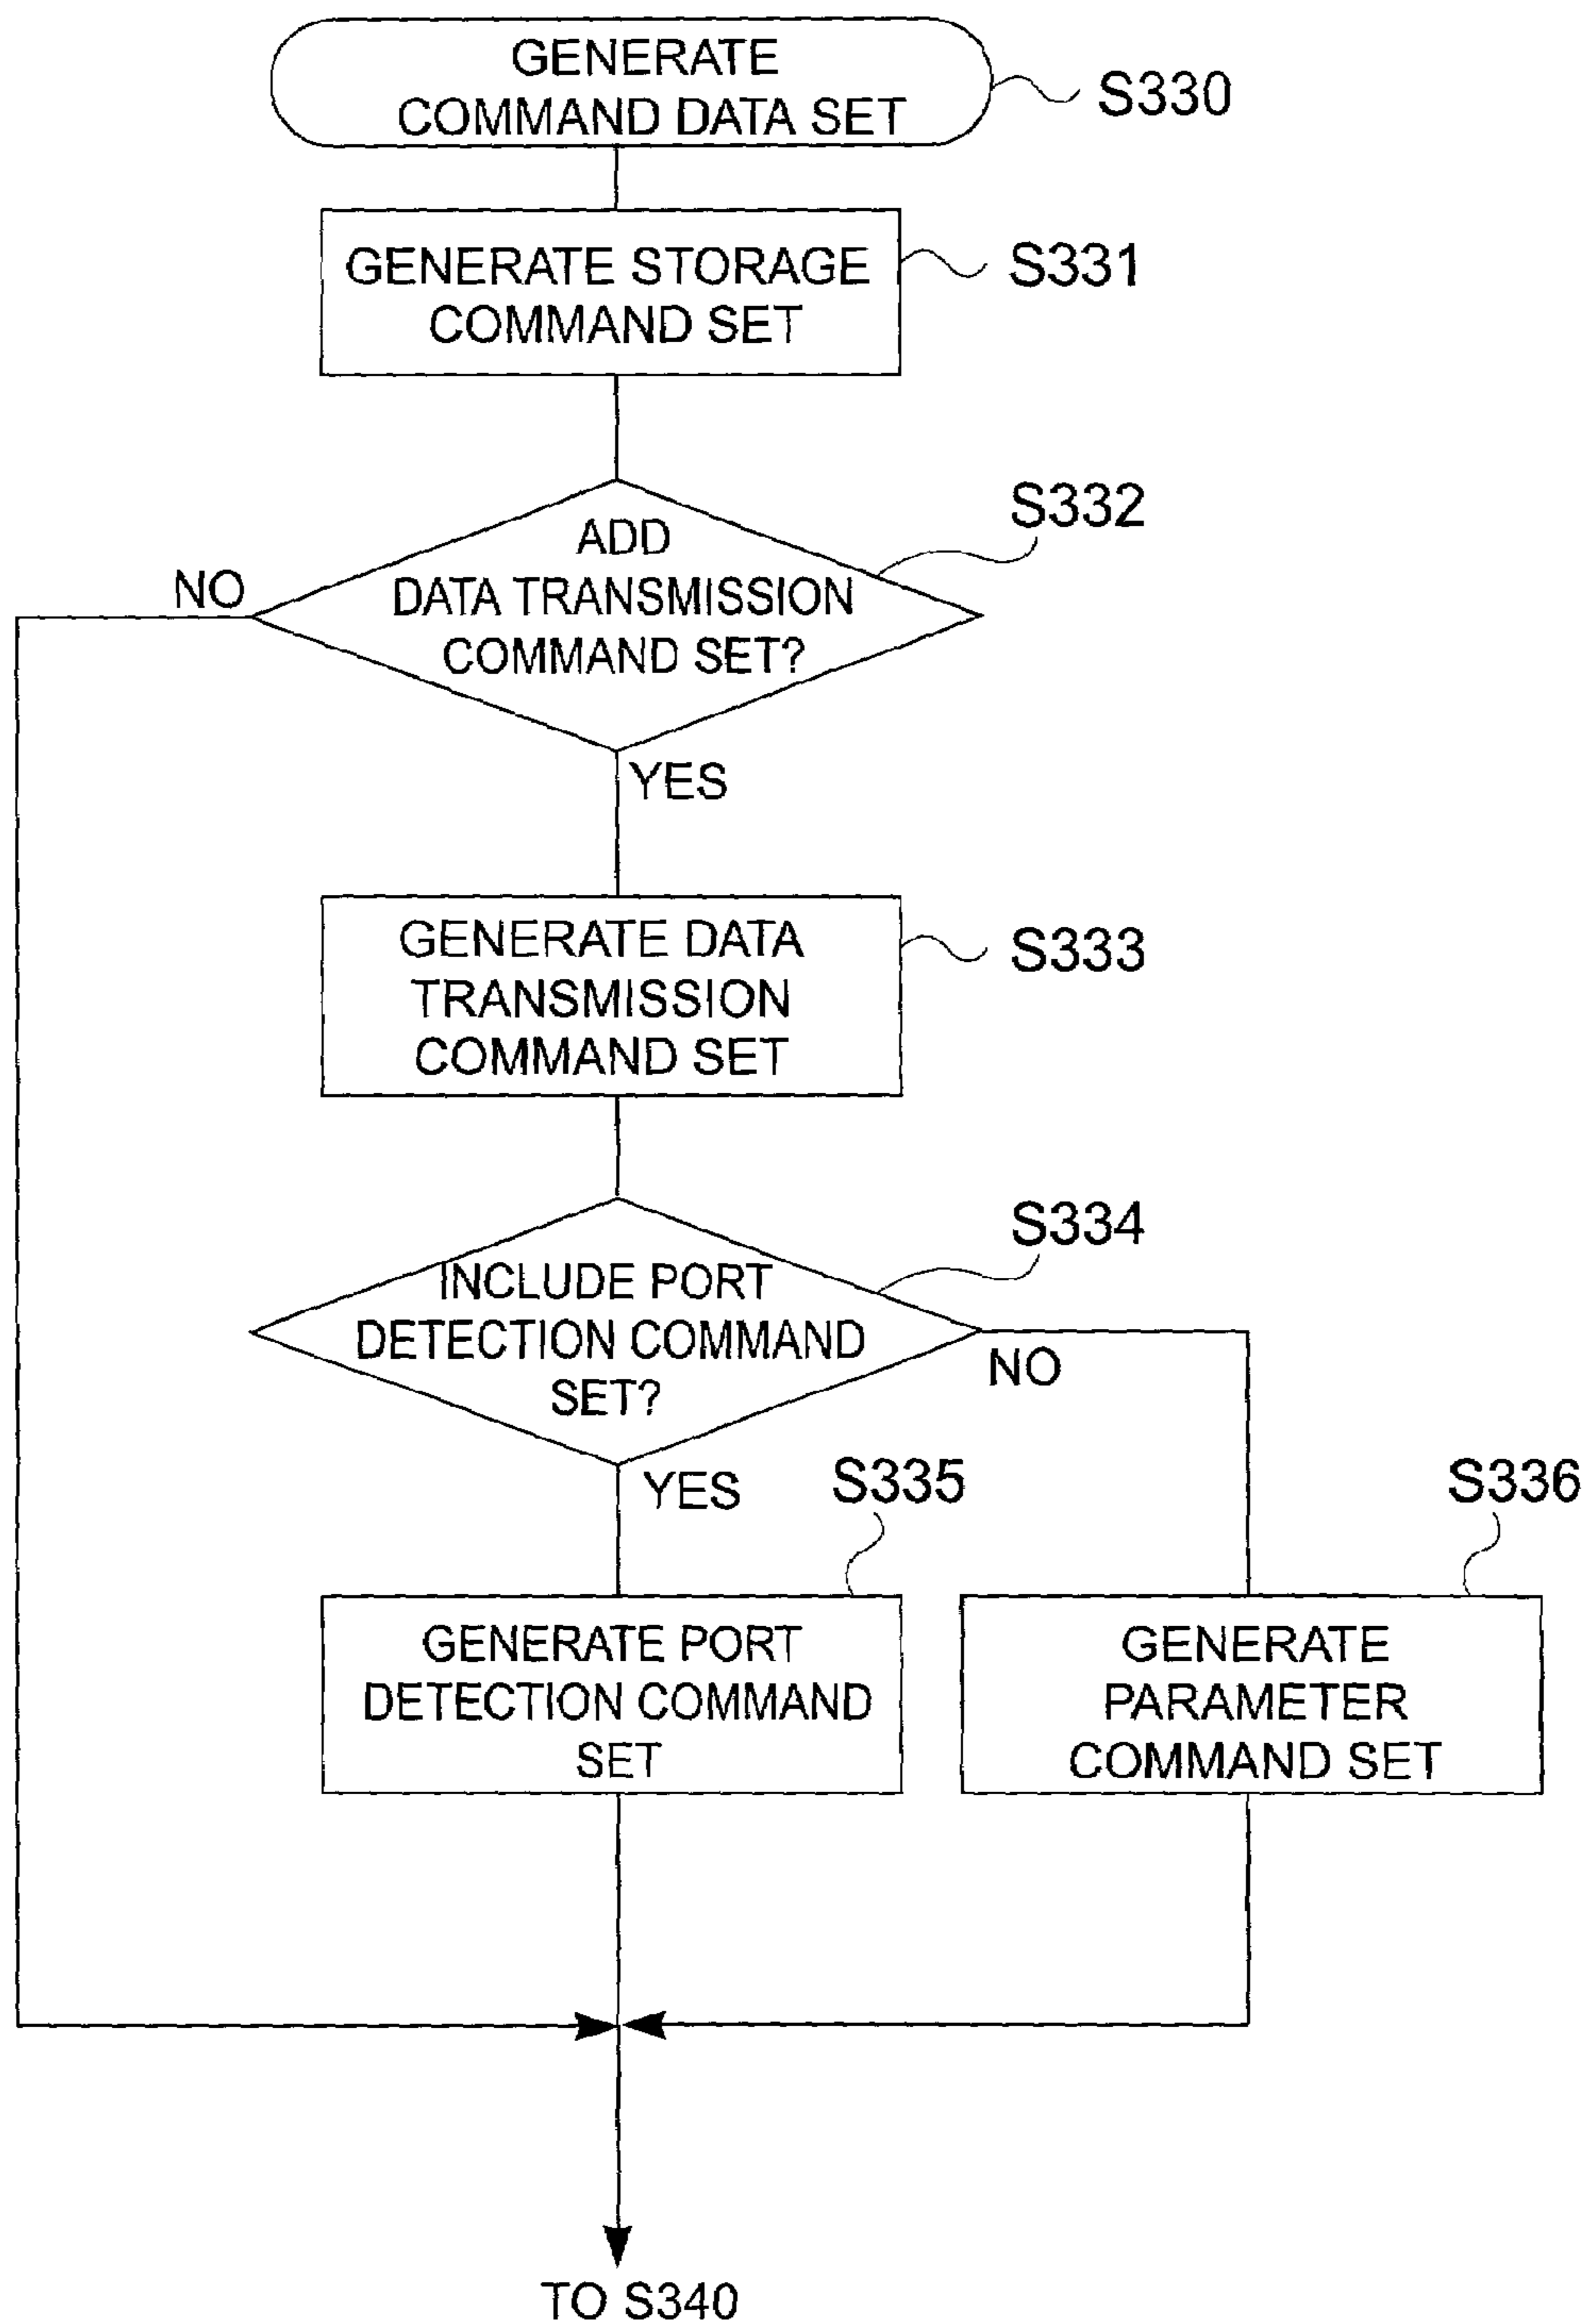 GENERATE
COMMAND DATA SET
S330
GENERATE STORAGE
COMMAND SET
S331
ADD
DATA TRANSMISSION
COMMAND SET?
S332
NO
YES
GENERATE DATA
TRANSMISSION
COMMAND SET
S333
INCLUDE PORT
DETECTION COMMAND
SET?
S334
NO
YES
S335
GENERATE PORT
DETECTION COMMAND
SET
S336
GENERATE
PARAMETER
COMMAND SET
TO S340